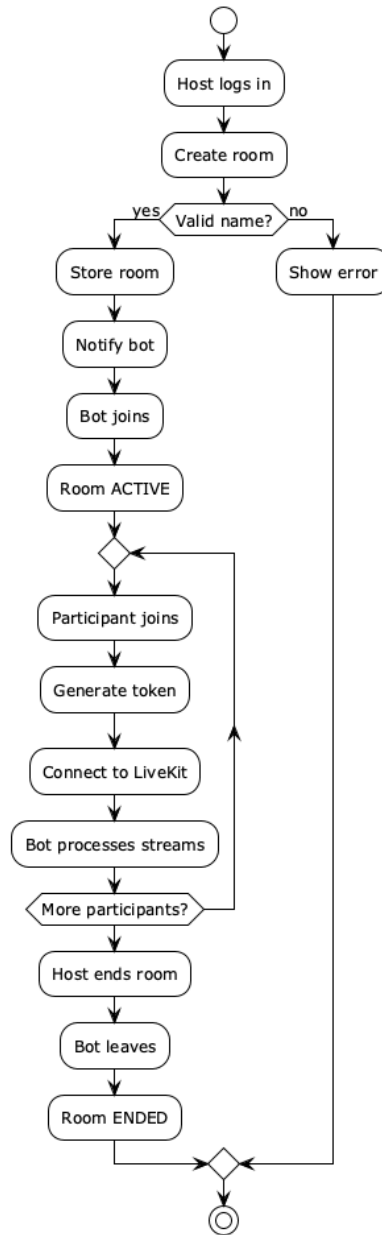 Host logs in
Create room
yes
Valid name?
no
Store room
Show error
Notify bot
Bot joins
Room ACTIVE
Participant joins
Generate token
Connect to LiveKit
Bot processes streams
More participants?
Host ends room
Bot leaves
Room ENDED